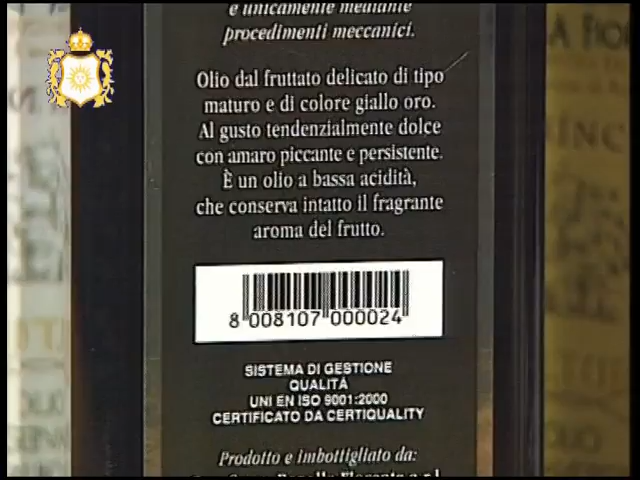 e unicamente mediante
procedimenti meccanici.
Olio dal fruttato delicato di tipo
maturo e di colore giallo oro.
Al gusto tendenzialmente dolce
con amaro piccante e persistente.
È un olio a bassa acidità,
che conserva intatto il fragrante
aroma del frutto.
8 008107 000024
SISTEMA DI GESTIONE
QUALITÀ
UNI EN ISO 9001:2000
CERTIFICATO DA CERTIQUALITY
Prodotto e imbottigliato da: